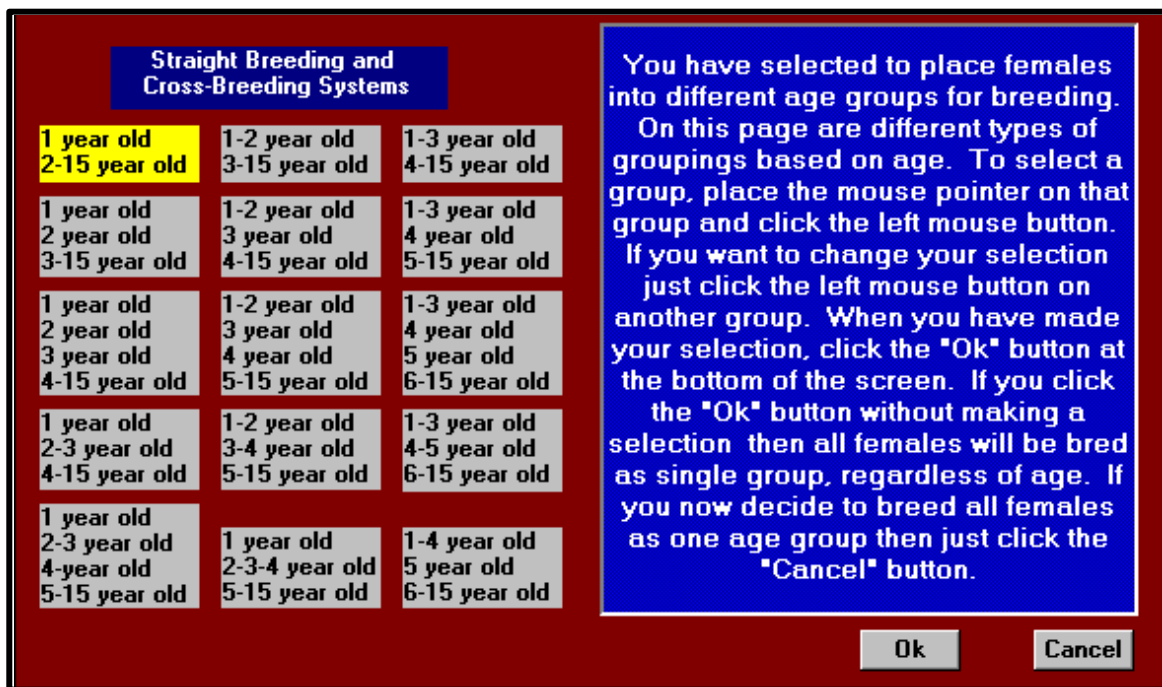 Straight Breeding and
Cross-Breeding Systems
1 year old
2-15 year old
1-2 year old
3-15 year old
1-3 year old
4-15 year old
1 year old
2 year old
3-15 year old
1-2 year old
3 year old
4-15 year old
1-3 year old
4 year old
5-15 year old
1 year old
2 year old
3 year old
4-15 year old
1-2 year old
3 year old
4 year old
5-15 year old
1-3 year old
4 year old
5 year old
6-15 year old
1 year old
2-3 year old
4-15 year old
1-2 year old
3-4 year old
5-15 year old
1-3 year old
4-5 year old
6-15 year old
1 year old
2-3 year old
4-year old
5-15 year old
1 year old
2-3-4 year old
5-15 year old
1-4 year old
5 year old
6-15 year old
You have selected to place females
into different age groups for breeding.
On this page are different types of
groupings based on age.  To select a
group, place the mouse pointer on that
group and click the left mouse button.
If you want to change your selection
just click the left mouse button on
another group.  When you have made
your selection, click the "Ok" button at
the bottom of the screen.  If you click
the "Ok" button without making a
selection  then all females will be bred
as single group, regardless of age.  If
you now decide to breed all females
as one age group then just click the
"Cancel" button.
Ok
Cancel